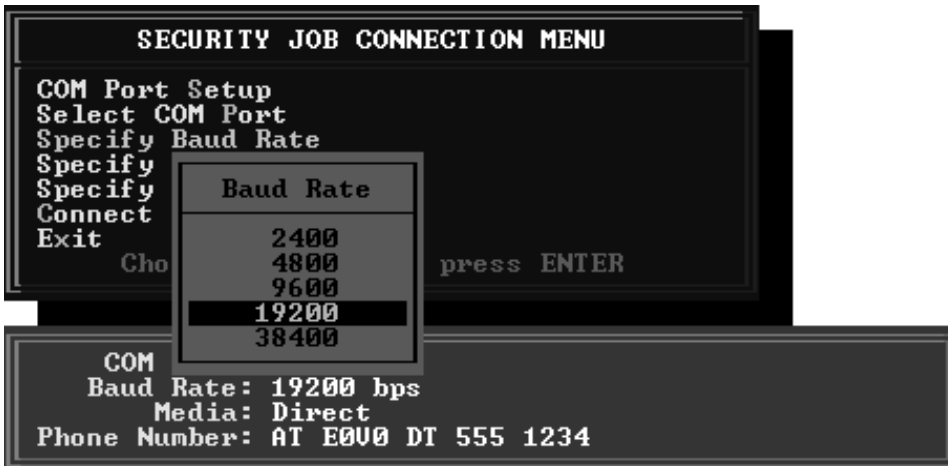 SECURITY JOB CONNECTION MENU
COM Port Setup
Select COM Port
Specify Baud Rate
Specify
Specify
Connect
Exit
Cho press ENTER
Baud Rate
2400
4800
9600
19200
38400
COM
Baud Rate: 19200 bps
Media: Direct
Phone Number: AT E0V0 DT 555 1234